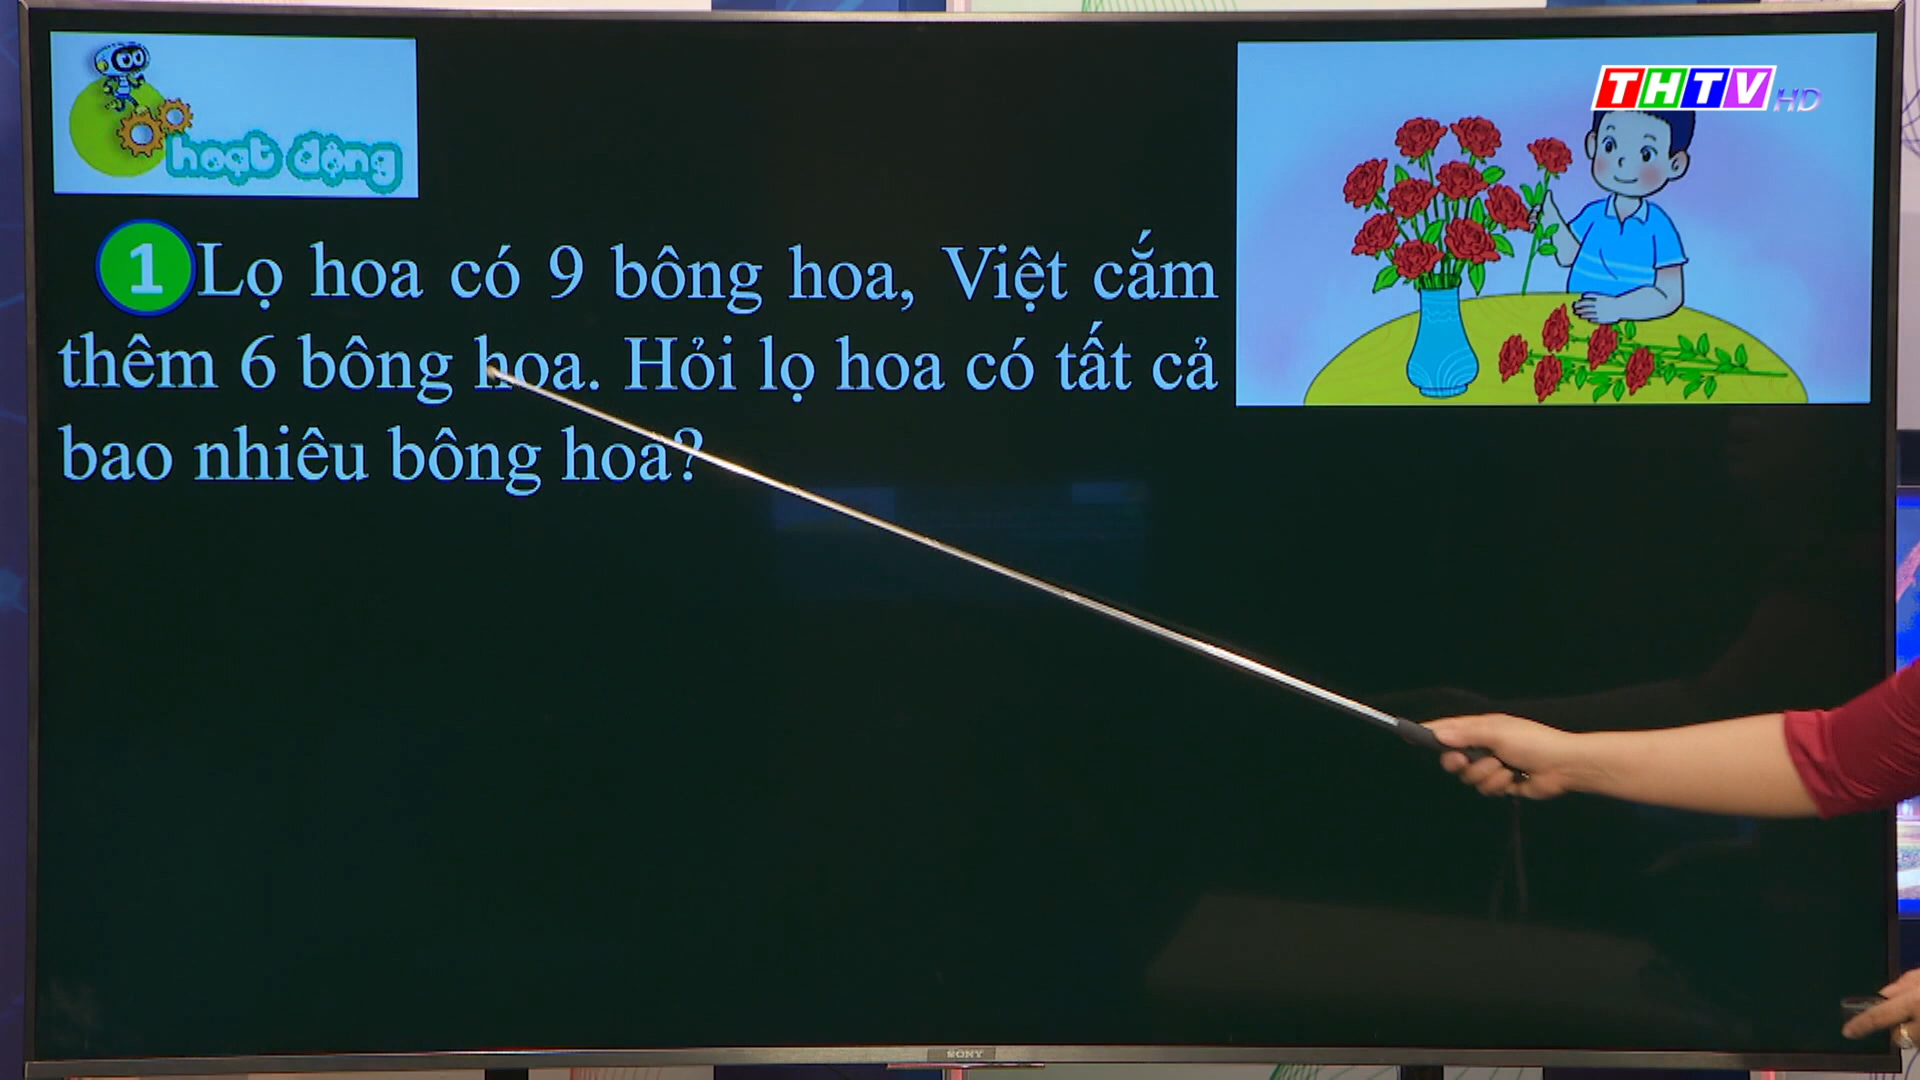 THTV HD
hoạt động
1 Lọ hoa có 9 bông hoa, Việt cắm
thêm 6 bông hoa. Hỏi lọ hoa có tất cả
bao nhiêu bông hoa?
SONY